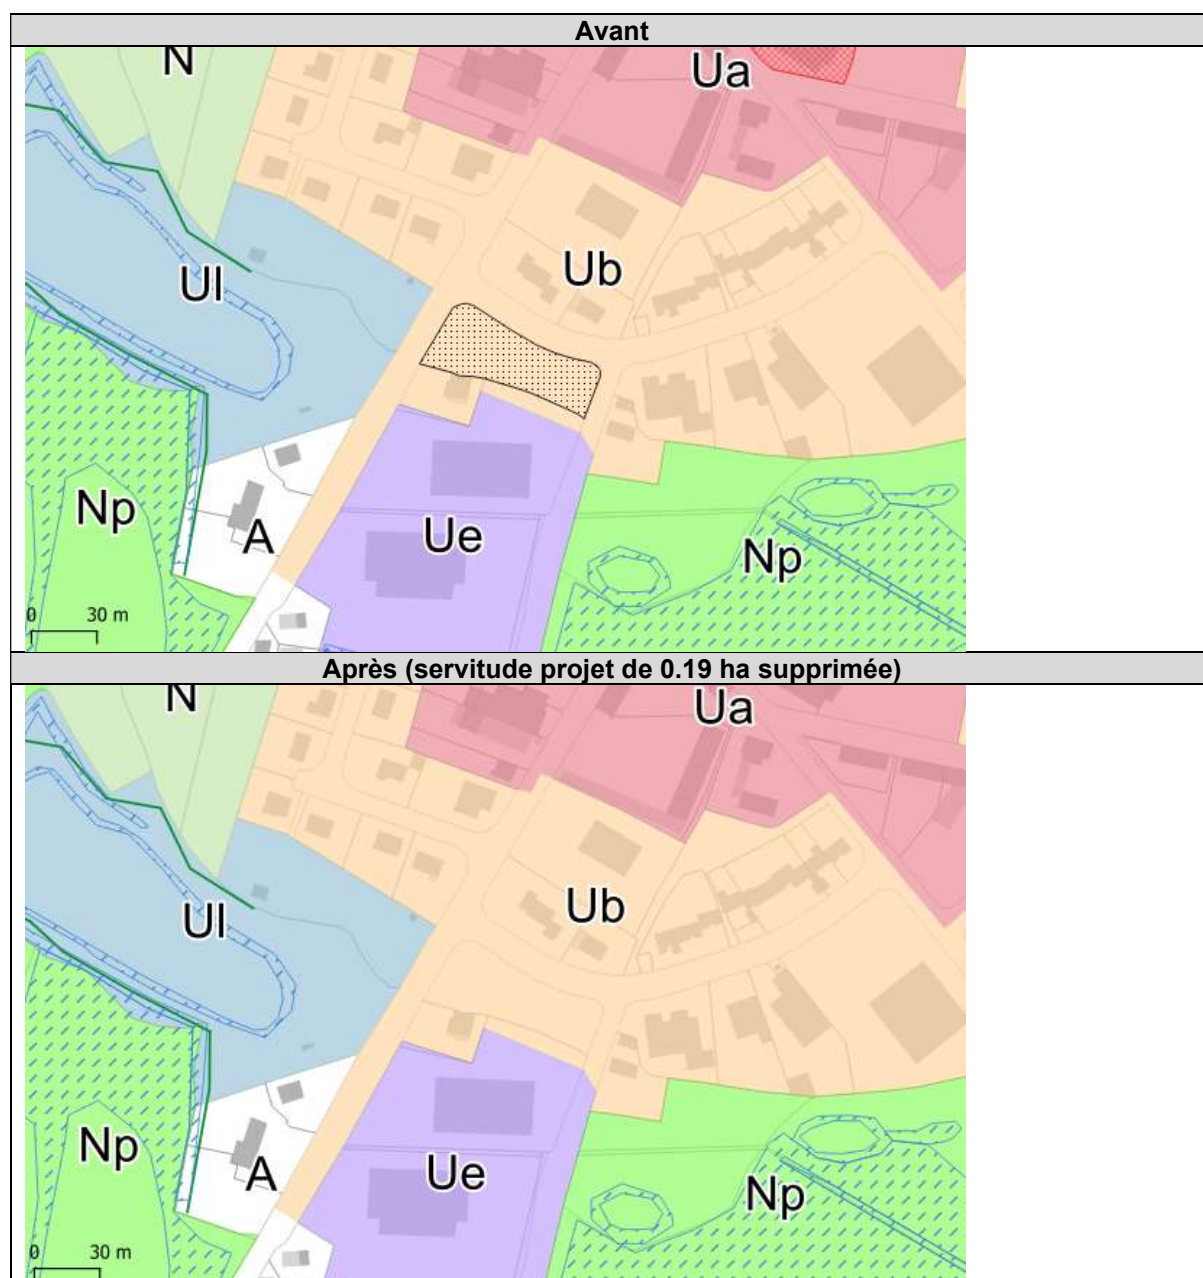 Avant
N
Ua
Ul
Ub
Np
A
Ue
Np
0 30 m
Après (servitude projet de 0.19 ha supprimée)
N
Ua
Ul
Ub
Np
A
Ue
Np
0 30 m